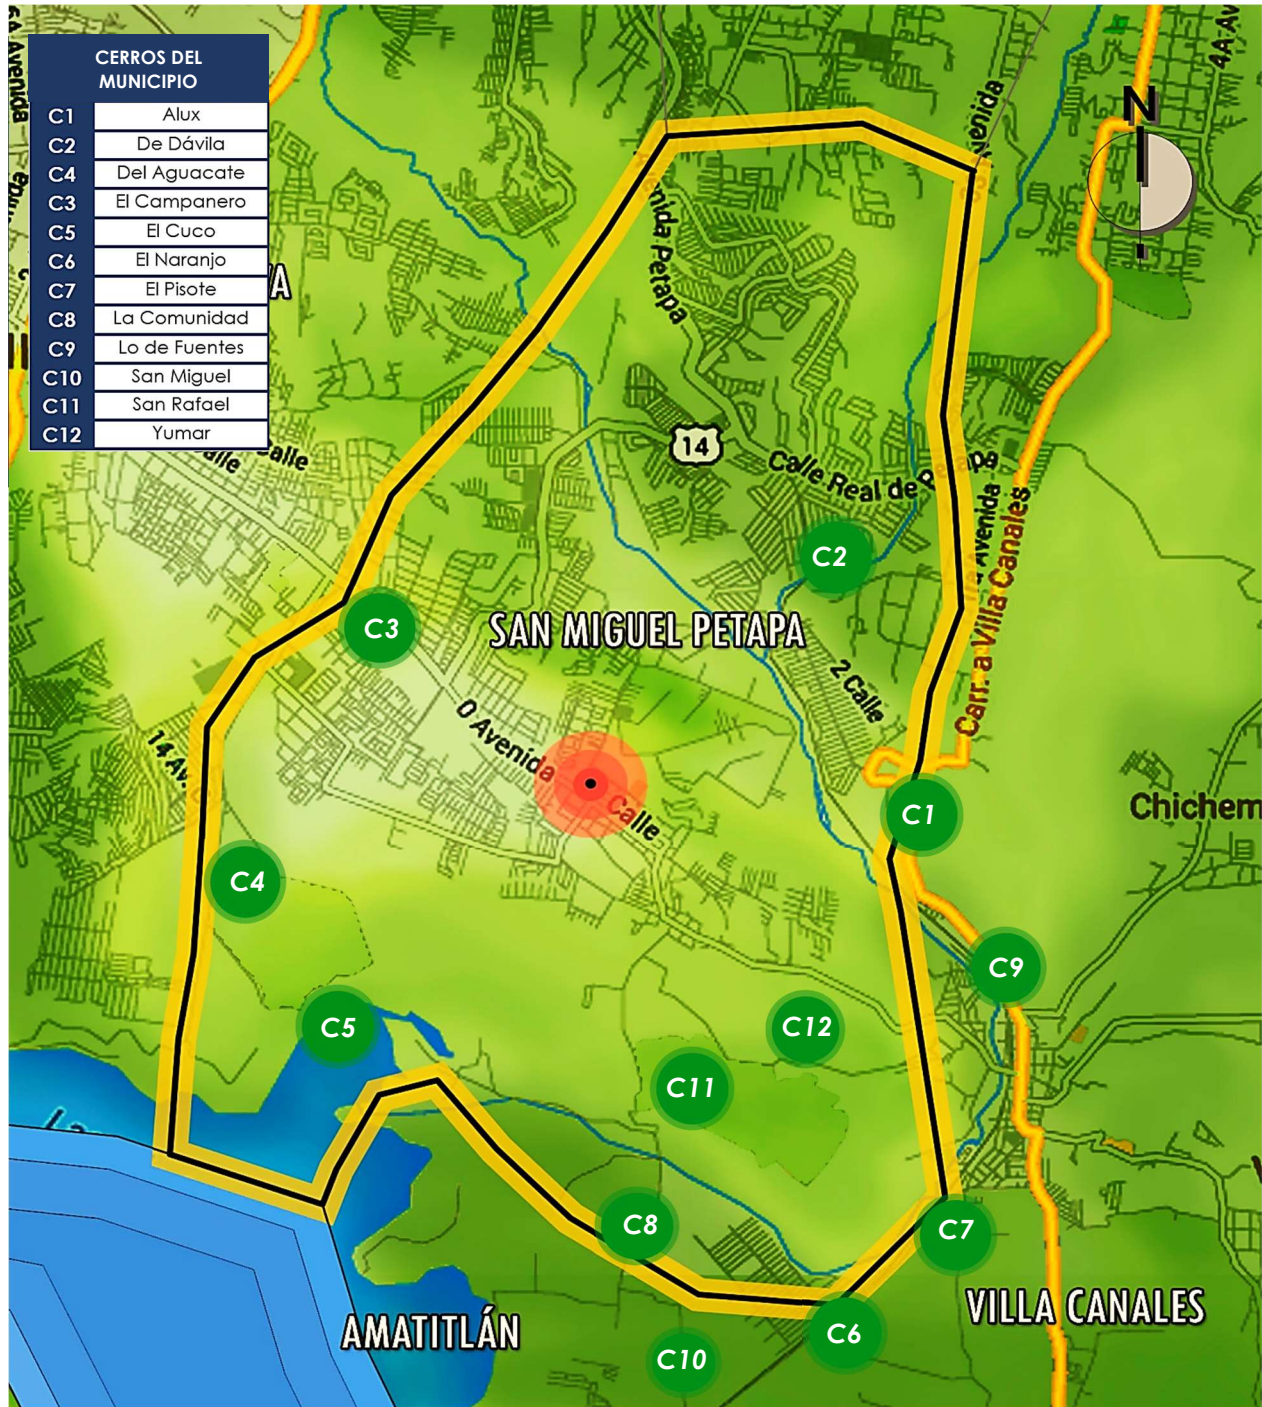 CERROS DEL
MUNICIPIO
C1 Alux
C2 De Dávila
C4 Del Aguacate
C3 El Campanero
C5 El Cuco
C6 El Naranjo
C7 El Pisote
C8 La Comunidad
C9 Lo de Fuentes
C10 San Miguel
C11 San Rafael
C12 Yumar
Avenida
4A Av
N
Avenida
Petapa
A
14
Calle
Calle Real de Petapa
Avenida
Carr. a Villa Canales
C2
C3
SAN MIGUEL PETAPA
2 Calle
0 Avenida
14 Av.
Calle
C1
Chichem
C4
C9
C5
C12
C11
La
C8
C7
VILLA CANALES
AMATITLÁN
C6
C10